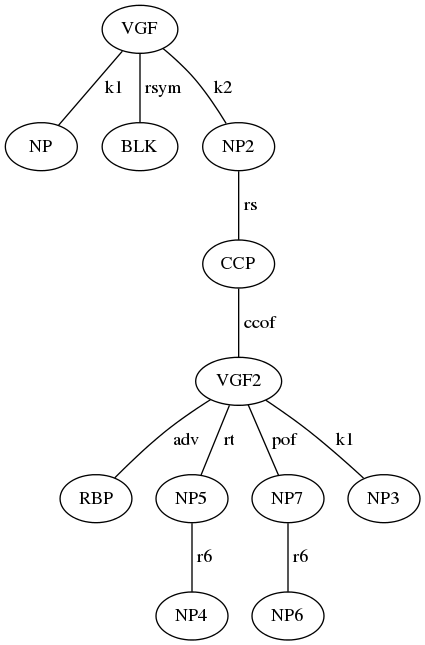 VGF
k1 rsym k2
NP BLK NP2
rs
CCP
ccof
VGF2
adv rt pof k1
RBP NP5 NP7 NP3
r6 r6
NP4 NP6